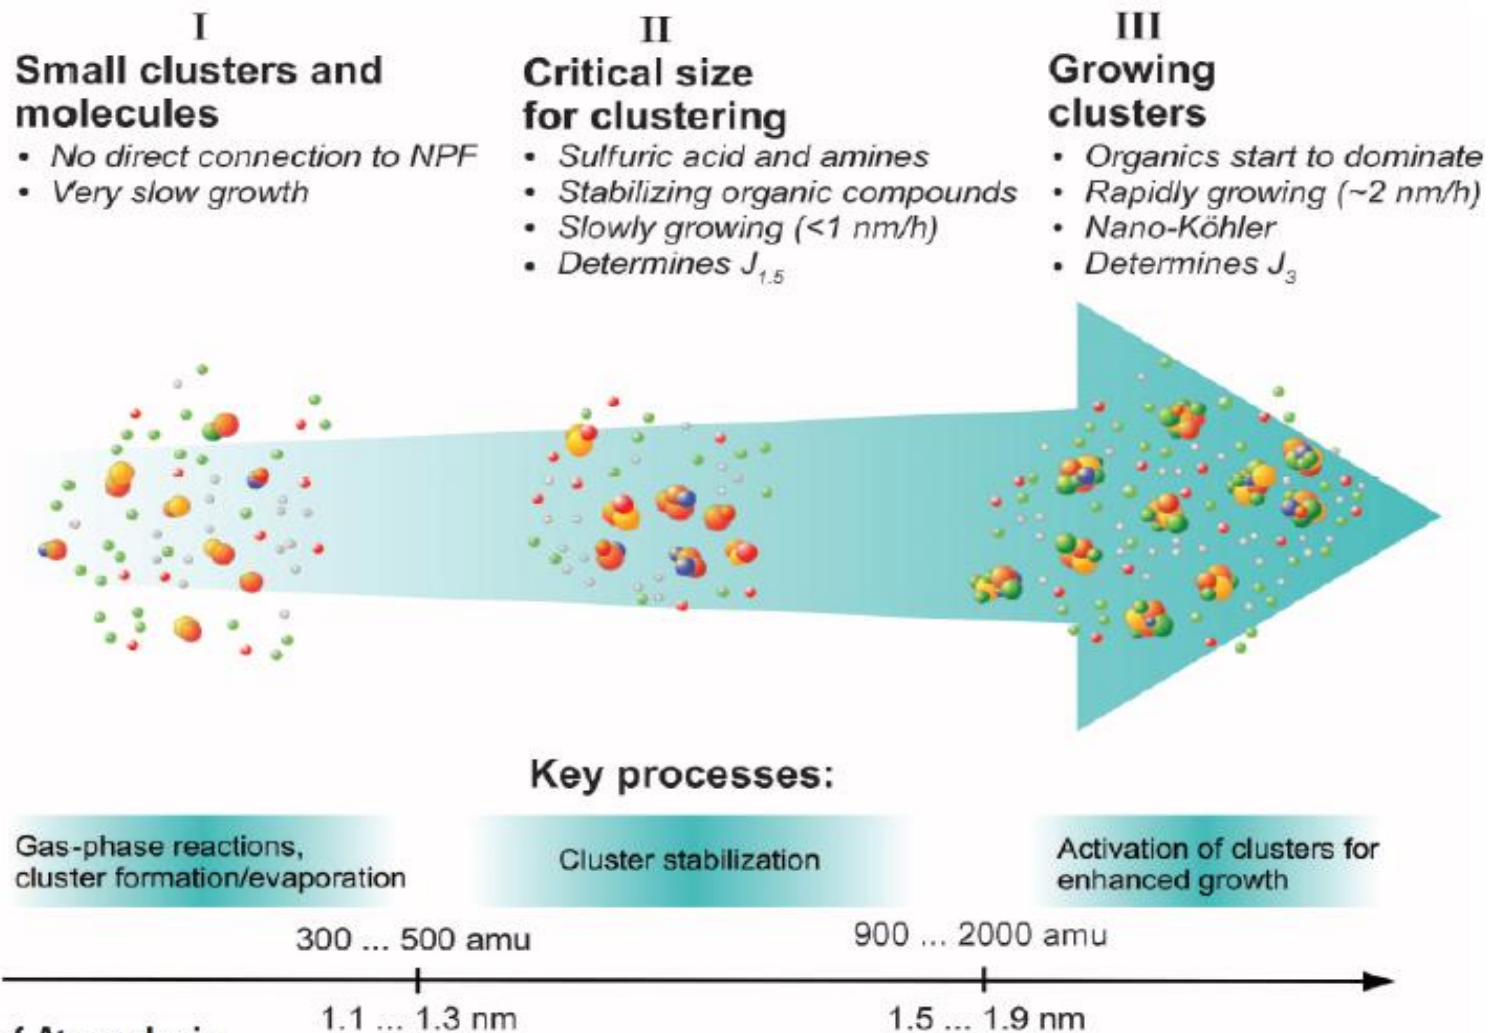 I
Small clusters and
molecules
• No direct connection to NPF
• Very slow growth
II
Critical size
for clustering
• Sulfuric acid and amines
• Stabilizing organic compounds
• Slowly growing (<1 nm/h)
• Determines J1.5
III
Growing
clusters
• Organics start to dominate
• Rapidly growing (~2 nm/h)
• Nano-Köhler
• Determines J3
Key processes:
Gas-phase reactions,
cluster formation/evaporation
Cluster stabilization
Activation of clusters for
enhanced growth
300 ... 500 amu
900 ... 2000 amu
1.1 ... 1.3 nm
1.5 ... 1.9 nm